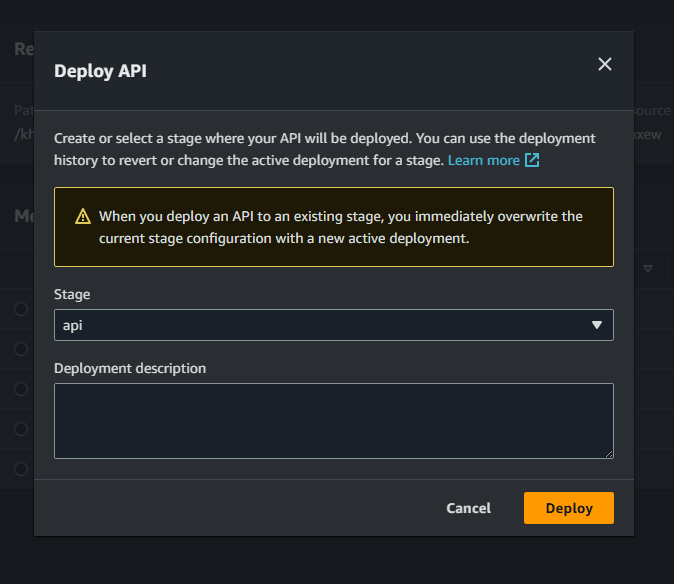 Deploy API
Create or select a stage where your API will be deployed. You can use the deployment
history to revert or change the active deployment for a stage. Learn more
When you deploy an API to an existing stage, you immediately overwrite the
current stage configuration with a new active deployment.
Stage
api
Deployment description
Cancel
Deploy